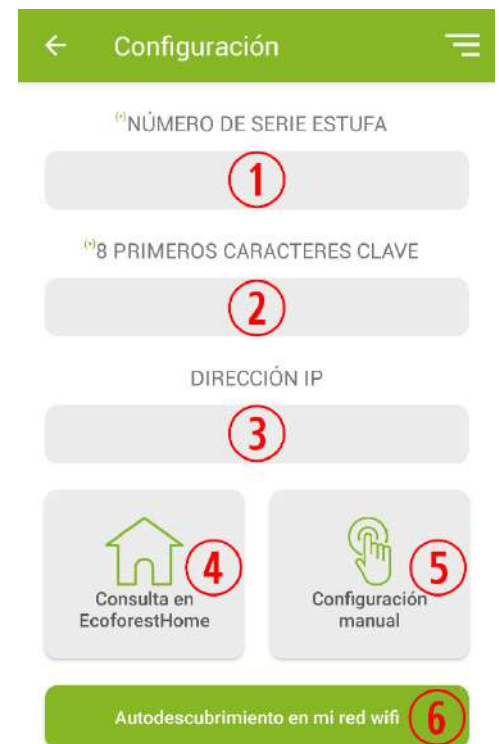 Configuración
(*)NÚMERO DE SERIE ESTUFA
1
(*)8 PRIMEROS CARACTERES CLAVE
2
DIRECCIÓN IP
3
4
Consulta en
EcoforestHome
5
Configuración
manual
Autodescubrimiento en mi red wifi 6